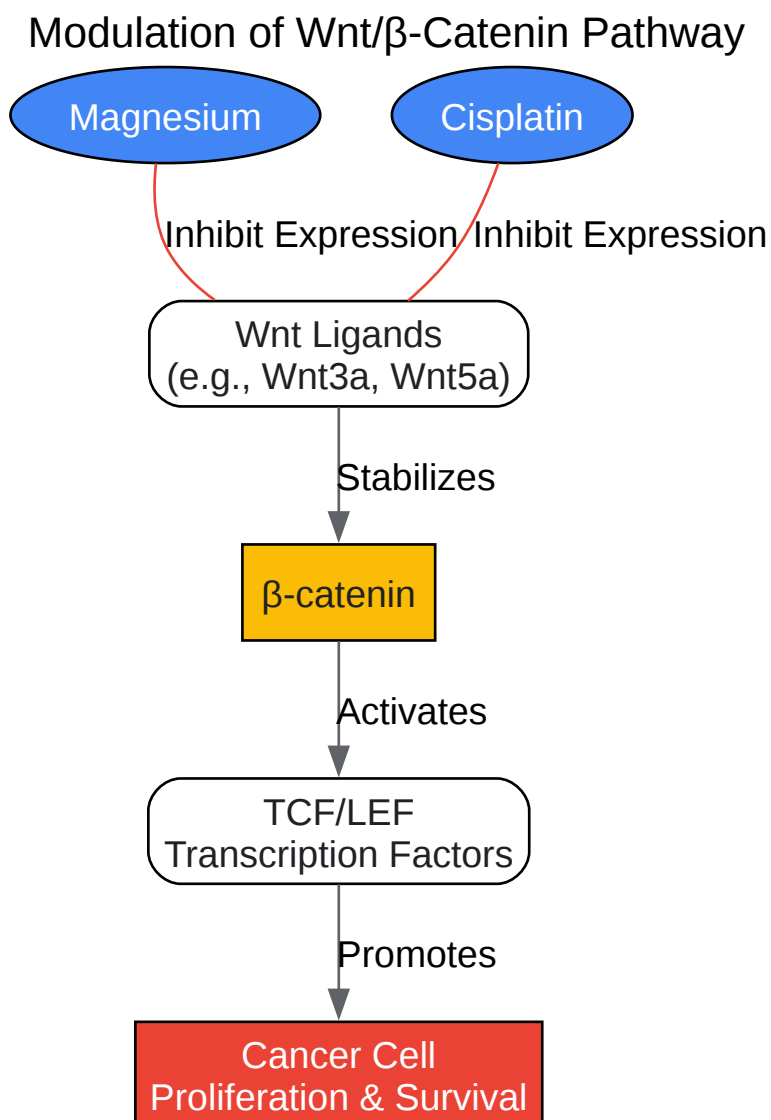 Modulation of Wnt/β-Catenin Pathway
Magnesium
Cisplatin
Inhibit Expression
Inhibit Expression
Wnt Ligands
(e.g., Wnt3a, Wnt5a)
Stabilizes
β-catenin
Activates
TCF/LEF
Transcription Factors
Promotes
Cancer Cell
Proliferation & Survival